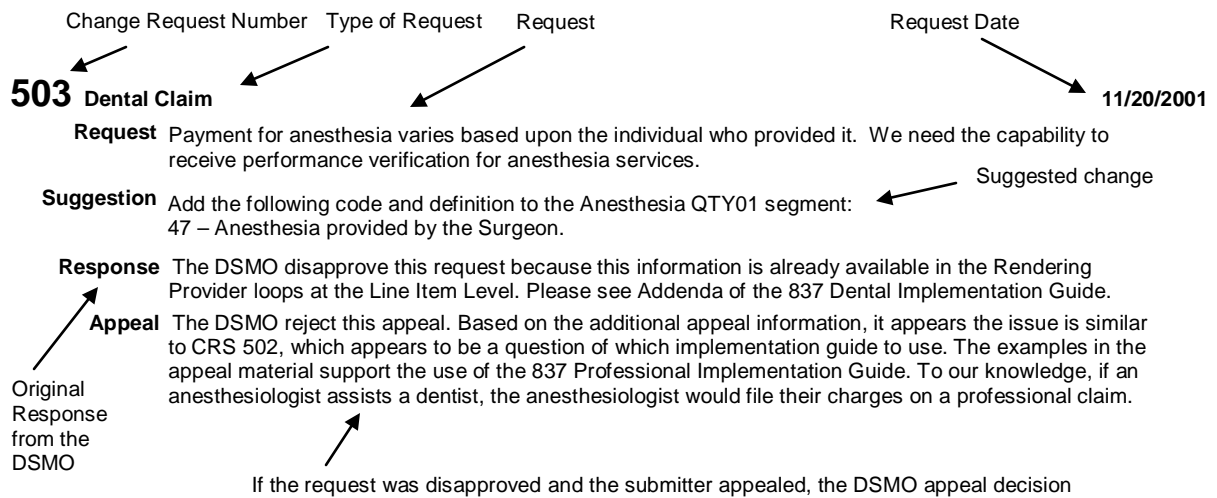 Change Request Number Type of Request Request Request Date
503 Dental Claim 11/20/2001
Request Payment for anesthesia varies based upon the individual who provided it. We need the capability to
receive performance verification for anesthesia services.
Suggested change
Suggestion Add the following code and definition to the Anesthesia QTY01 segment:
47 – Anesthesia provided by the Surgeon.
Response The DSMO disapprove this request because this information is already available in the Rendering
Provider loops at the Line Item Level. Please see Addenda of the 837 Dental Implementation Guide.
Appeal The DSMO reject this appeal. Based on the additional appeal information, it appears the issue is similar
to CRS 502, which appears to be a question of which implementation guide to use. The examples in the
appeal material support the use of the 837 Professional Implementation Guide. To our knowledge, if an
anesthesiologist assists a dentist, the anesthesiologist would file their charges on a professional claim.
Original
Response
from the
DSMO
If the request was disapproved and the submitter appealed, the DSMO appeal decision